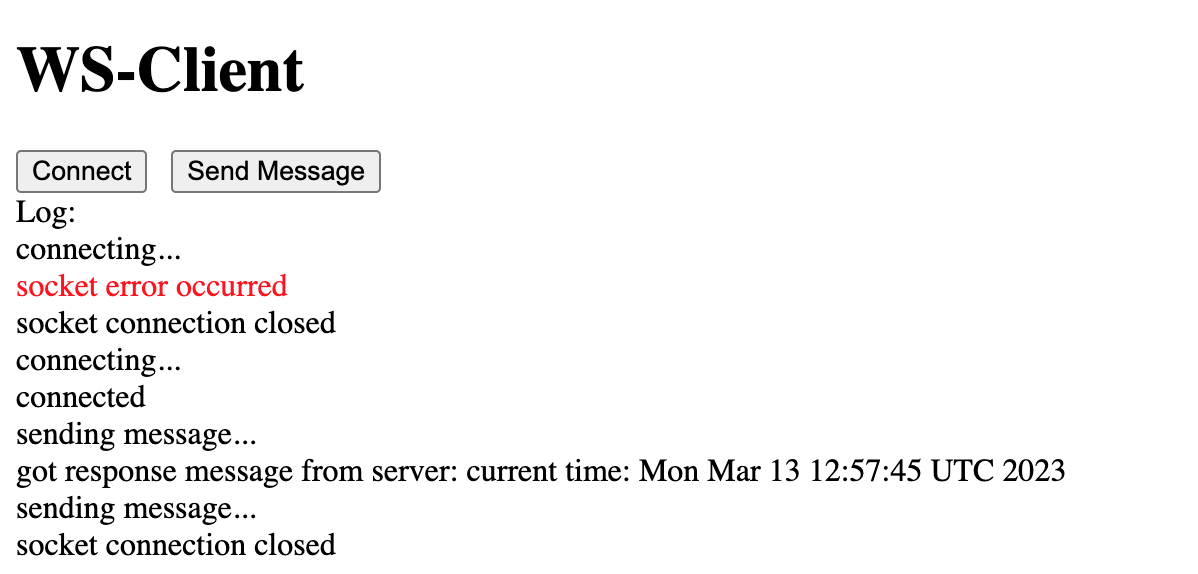 WS-Client
Connect Send Message
Log:
connecting...
socket error occurred
socket connection closed
connecting...
connected
sending message...
got response message from server: current time: Mon Mar 13 12:57:45 UTC 2023
sending message...
socket connection closed